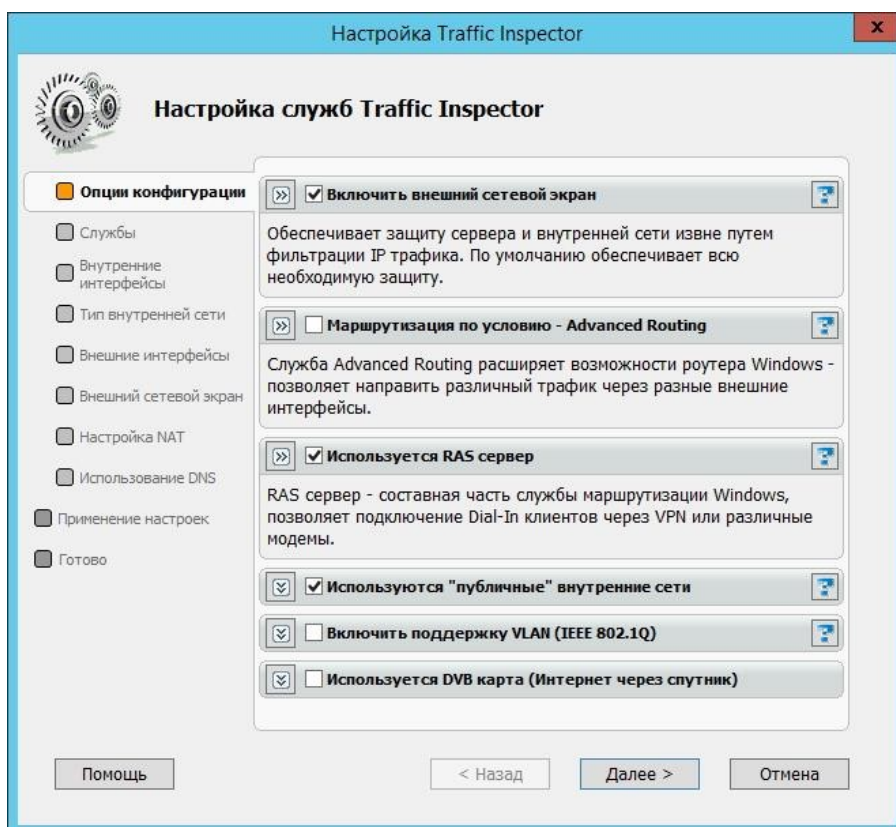 Настройка Traffic Inspector
x
Настройка служб Traffic Inspector
Опции конфигурации
Службы
Внутренние
интерфейсы
Тип внутренней сети
Внешние интерфейсы
Внешний сетевой экран
Настройка NAT
Использование DNS
Применение настроек
Готово
Включить внешний сетевой экран
?
Обеспечивает защиту сервера и внутренней сети извне путем
фильтрации IP трафика. По умолчанию обеспечивает всю
необходимую защиту.
Маршрутизация по условию - Advanced Routing
?
Служба Advanced Routing расширяет возможности роутера Windows -
позволяет направить различный трафик через разные внешние
интерфейсы.
Используется RAS сервер
?
RAS сервер - составная часть службы маршрутизации Windows,
позволяет подключение Dial-In клиентов через VPN или различные
модемы.
Используются "публичные" внутренние сети
?
Включить поддержку VLAN (IEEE 802.1Q)
?
Используется DVB карта (Интернет через спутник)
Помощь
< Назад
Далее >
Отмена